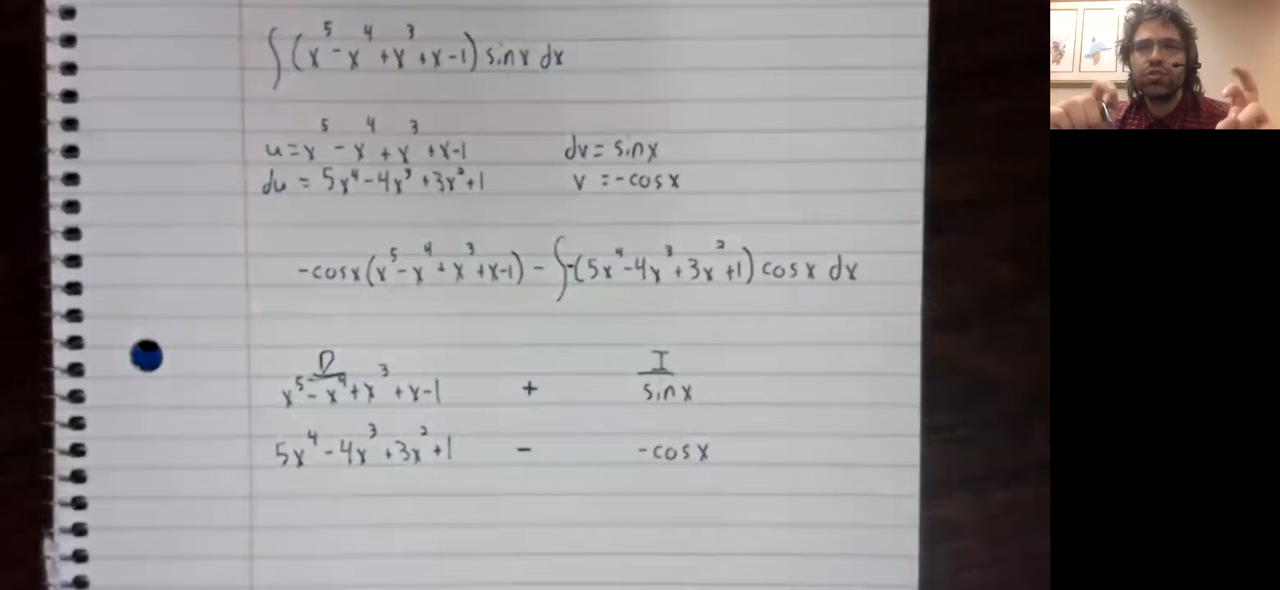 ∫(x⁵ - x⁴ + x³ + x - 1) sin x dx
u = x⁵ - x⁴ + x³ + x - 1 dv = sin x
du = 5x⁴ - 4x³ + 3x² + 1 v = -cos x
-cos x(x⁵ - x⁴ + x³ + x - 1) - ∫-(5x⁴ - 4x³ + 3x² + 1) cos x dx
D I
x⁵ - x⁴ + x³ + x - 1 + sin x
5x⁴ - 4x³ + 3x² + 1 - -cos x